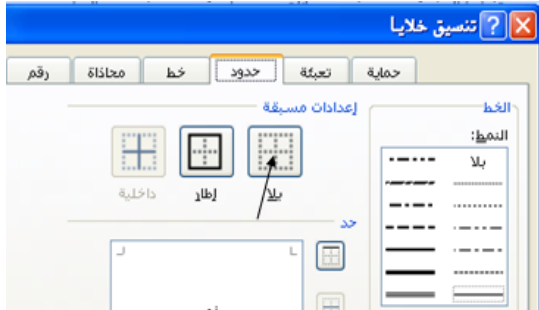 تنسيق خلايا
حماية تعبئة حدود خط محاذاة رقم
الخط
النمط:
بلا
إعدادات مسبقة
بلا إطار داخلية
حد